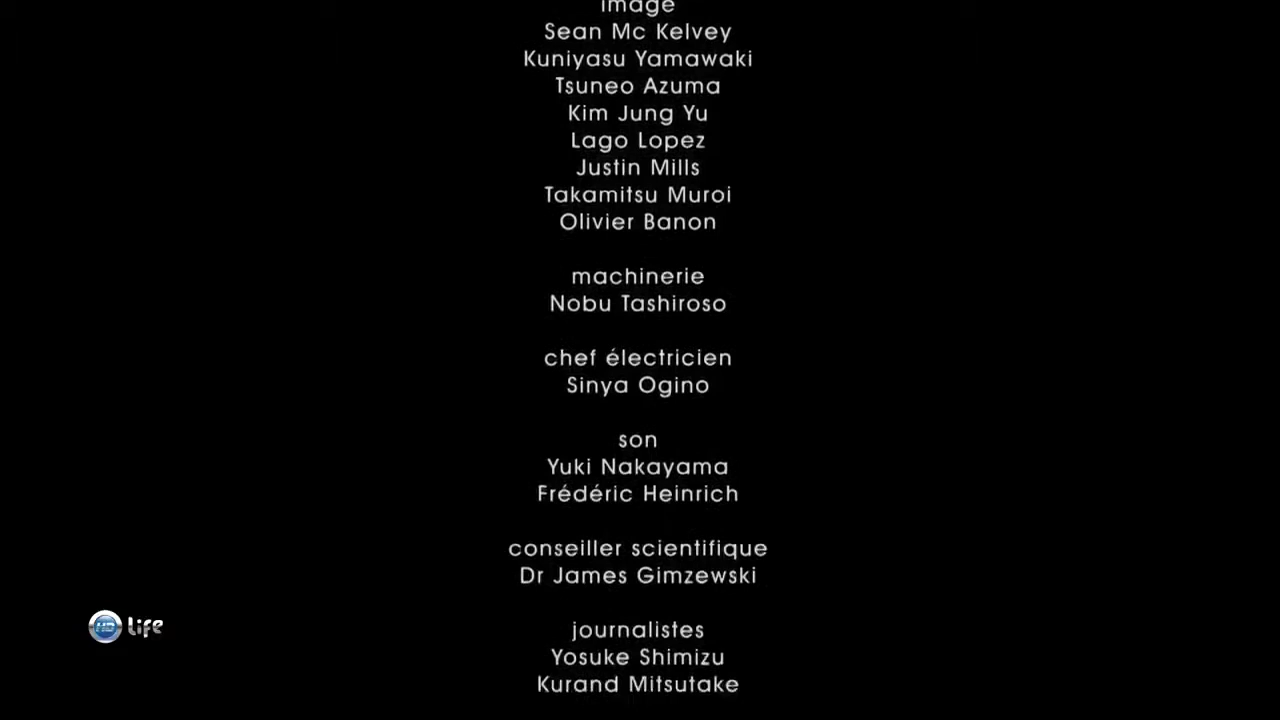 image
Sean Mc Kelvey
Kuniyasu Yamawaki
Tsuneo Azuma
Kim Jung Yu
Lago Lopez
Justin Mills
Takamitsu Muroi
Olivier Banon
machinerie
Nobu Tashiroso
chef électricien
Sinya Ogino
son
Yuki Nakayama
Frédéric Heinrich
conseiller scientifique
Dr James Gimzewski
HD Life
journalistes
Yosuke Shimizu
Kurand Mitsutake